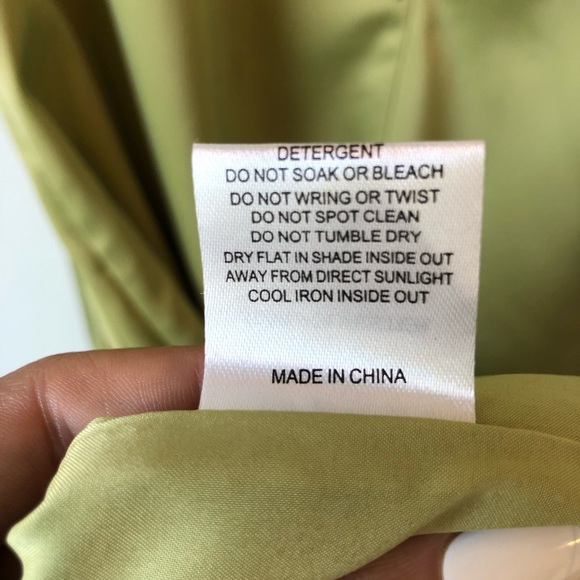 DETERGENT
DO NOT SOAK OR BLEACH
DO NOT WRING OR TWIST
DO NOT SPOT CLEAN
DO NOT TUMBLE DRY
DRY FLAT IN SHADE INSIDE OUT
AWAY FROM DIRECT SUNLIGHT
COOL IRON INSIDE OUT
MADE IN CHINA